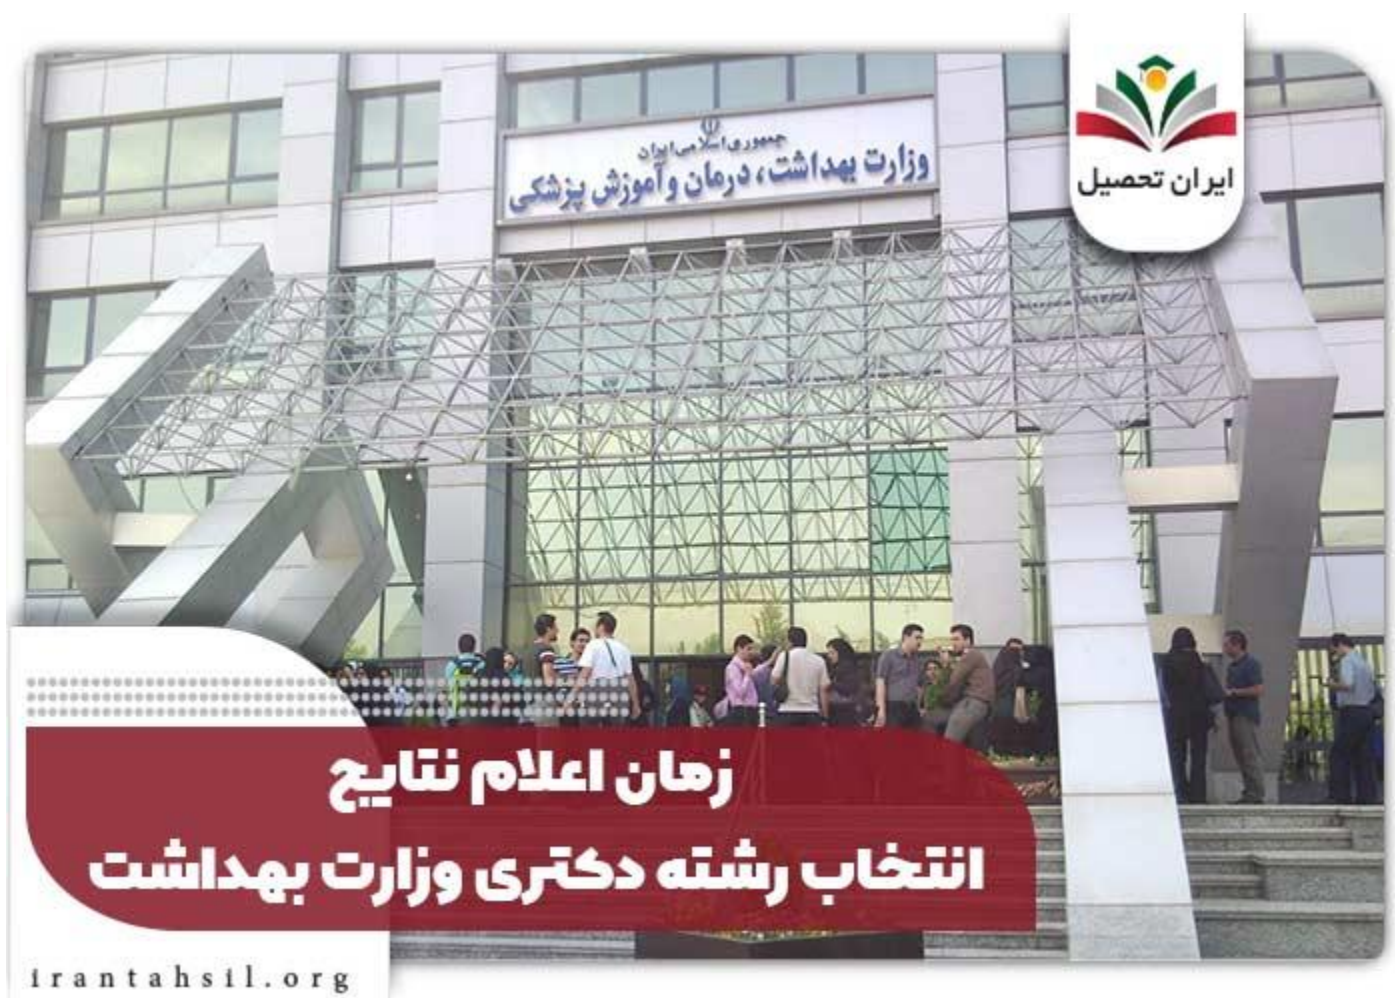 جمهوری اسلامی ایران
وزارت بهداشت، درمان و آموزش پزشکی
ایران تحصیل
زمان اعلام نتایج
انتخاب رشته دکتری وزارت بهداشت
irantahsil.org